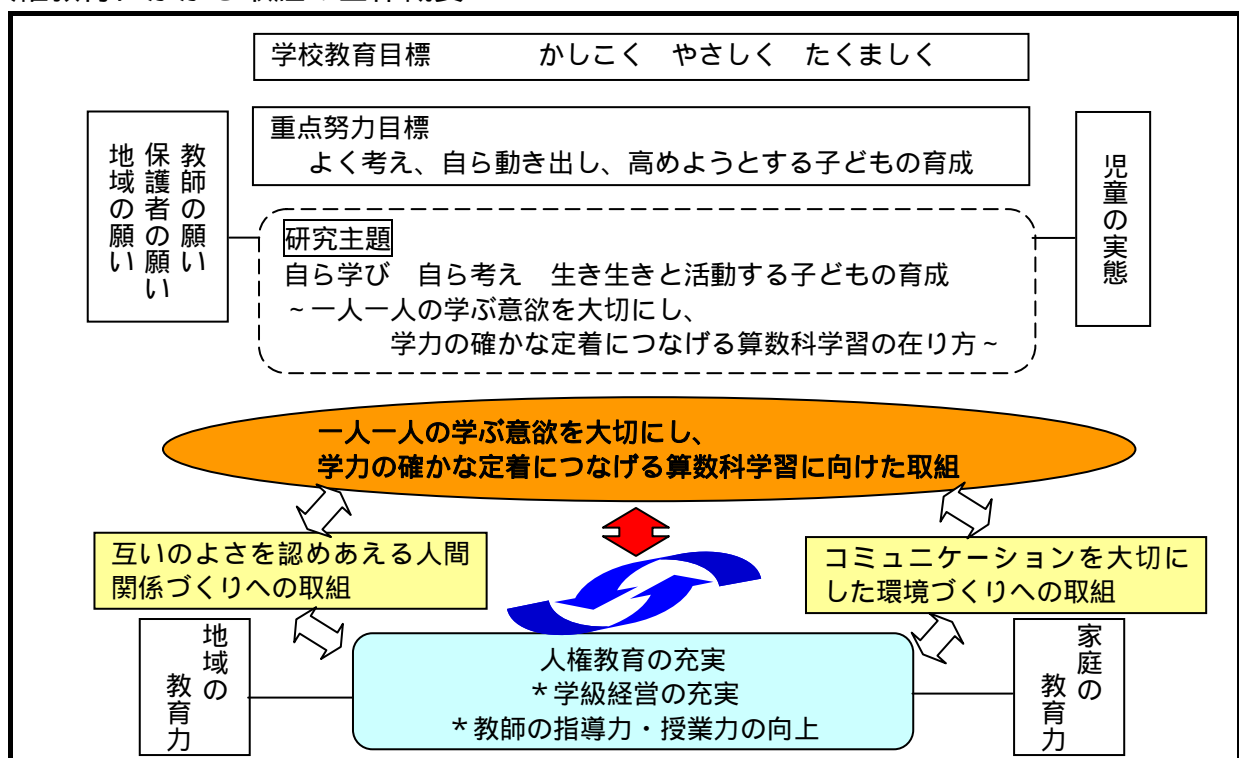 学校教育目標　　　かしこく　やさしく　たくましく
重点努力目標
よく考え、自ら動き出し、高めようとする子どもの育成
教師の願い
保護者の願い
地域の願い
児童の実態
研究主題
自ら学び　自ら考え　生き生きと活動する子どもの育成
~一人一人の学ぶ意欲を大切にし、
学力の確かな定着につなげる算数科学習の在り方~
一人一人の学ぶ意欲を大切にし、
学力の確かな定着につなげる算数科学習に向けた取組
互いのよさを認めあえる人間
関係づくりへの取組
コミュニケーションを大切に
した環境づくりへの取組
地域の
教育力
人権教育の充実
*学級経営の充実
*教師の指導力・授業力の向上
家庭の
教育力